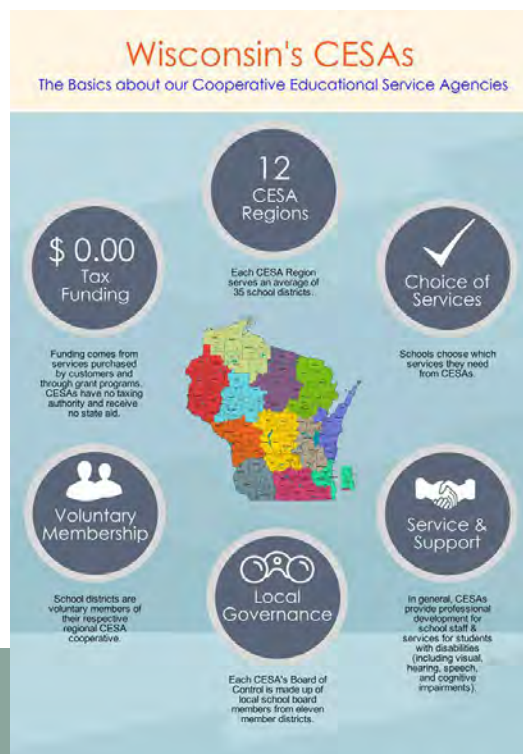 Wisconsin's CESAs
The Basics about our Cooperative Educational Service Agencies
12
CESA
Regions
Each CESA Region
serves an average of
35 school districts.
$ 0.00
Tax
Funding
Funding comes from
services purchased
by customers and
through grant programs.
CESAs have no taxing
authority and receive
no state aid.
Choice of
Services
Schools choose which
services they need
from CESAs.
Voluntary
Membership
School districts are
voluntary members of
their respective
regional CESA
cooperative.
Local
Governance
Each CESA's Board of
Control is made up of
local school board
members from eleven
member districts.
Service &
Support
In general, CESAs
provide professional
development for
school staff &
services for students
with disabilities
(including visual,
hearing, speech,
and cognitive
impairments).